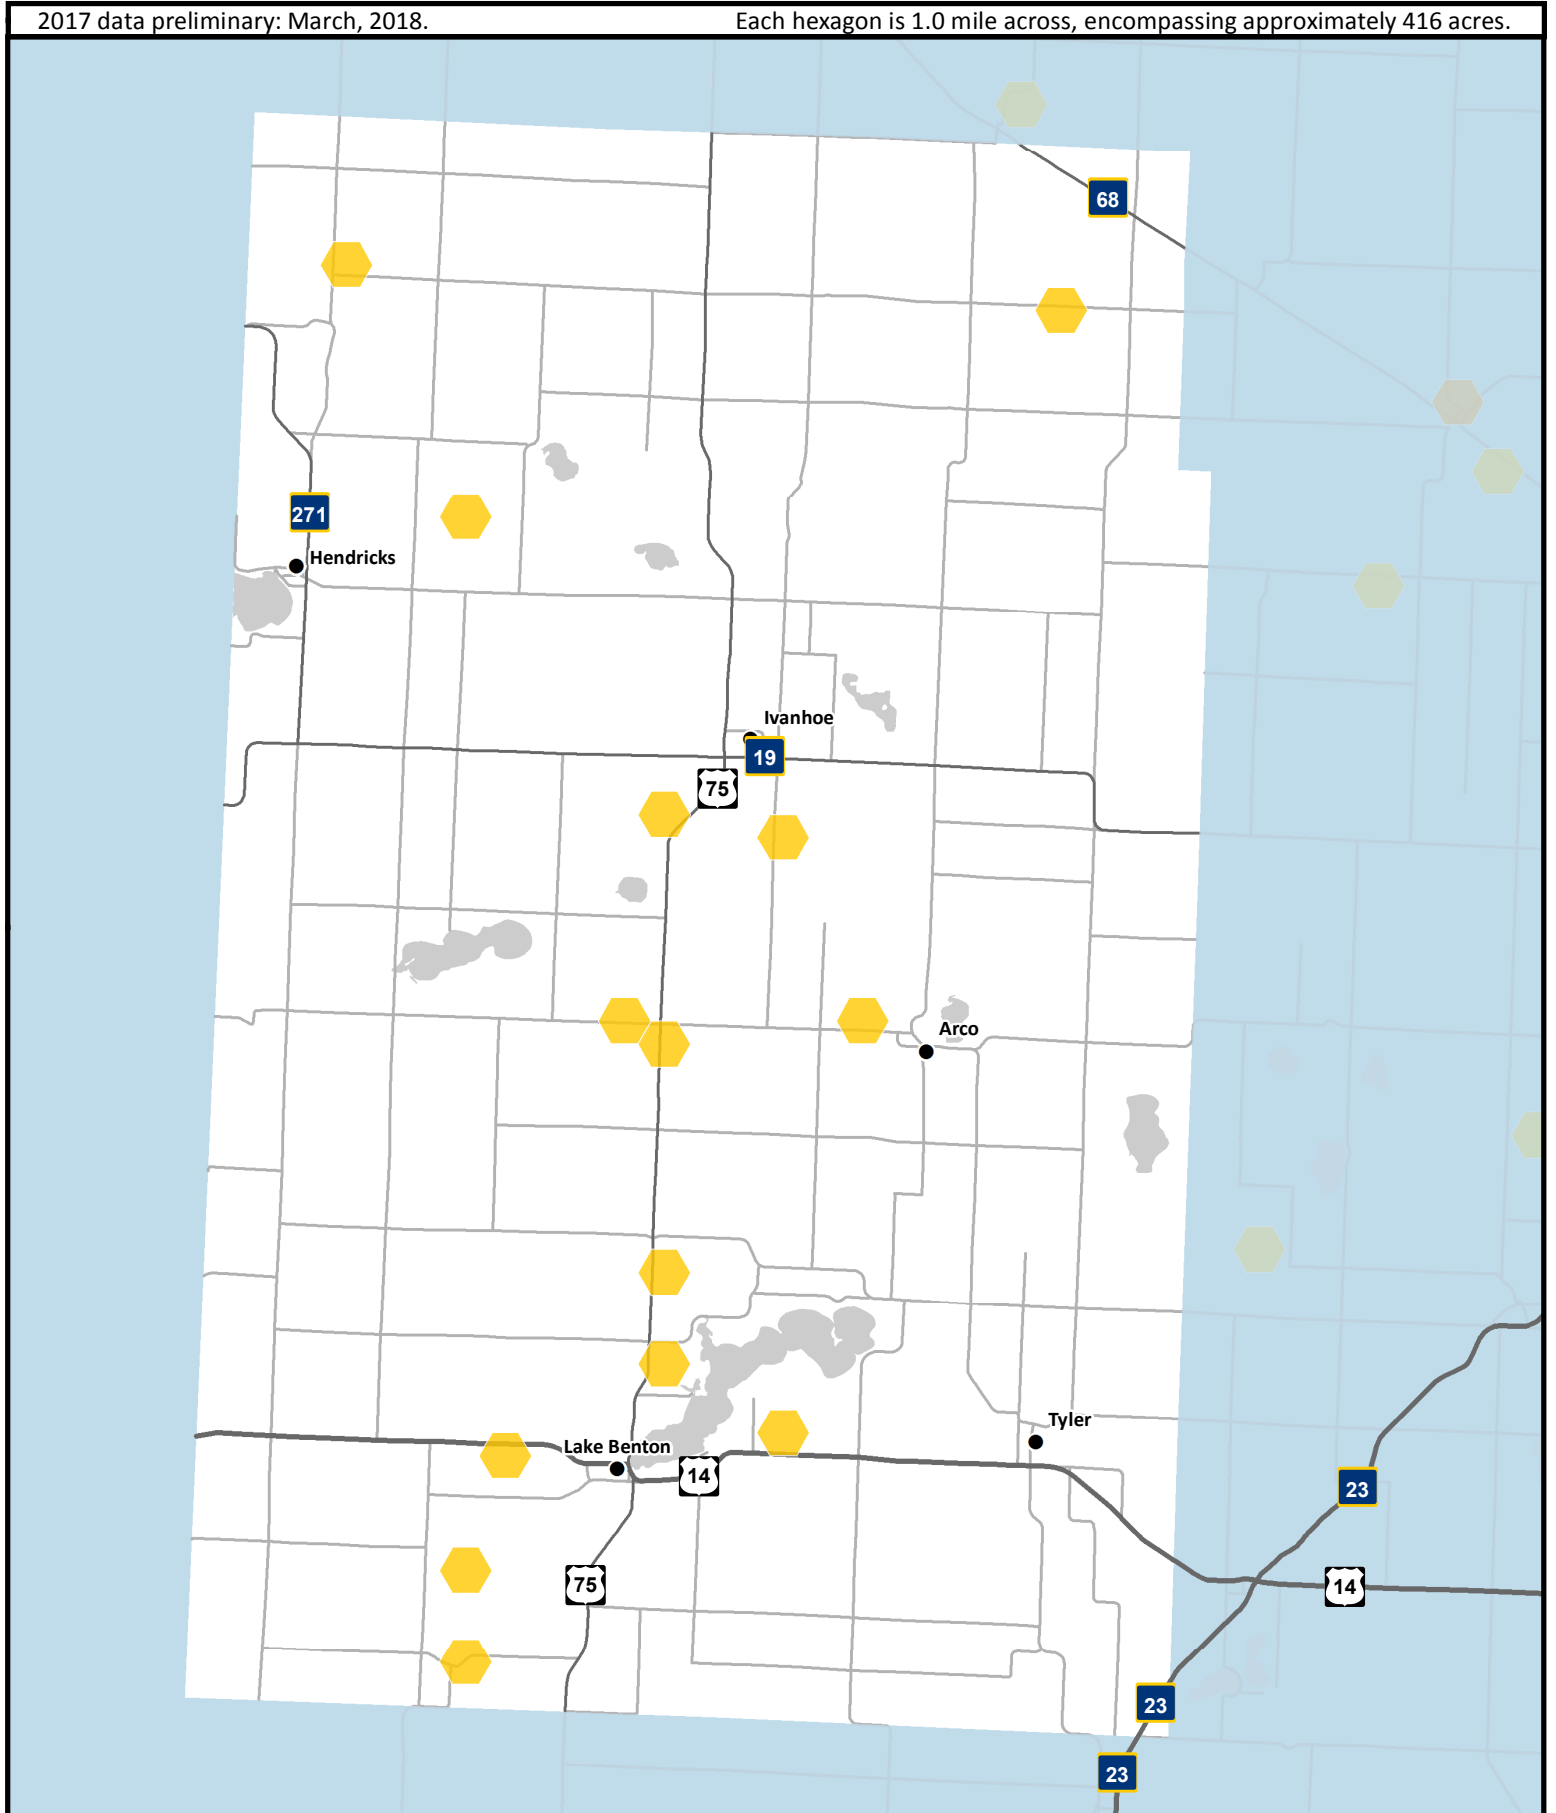 2017 data preliminary: March, 2018.
Each hexagon is 1.0 mile across, encompassing approximately 416 acres.
68
271
Hendricks
Ivanhoe
19
75
Arco
Tyler
Lake Benton
14
23
75
14
23
23